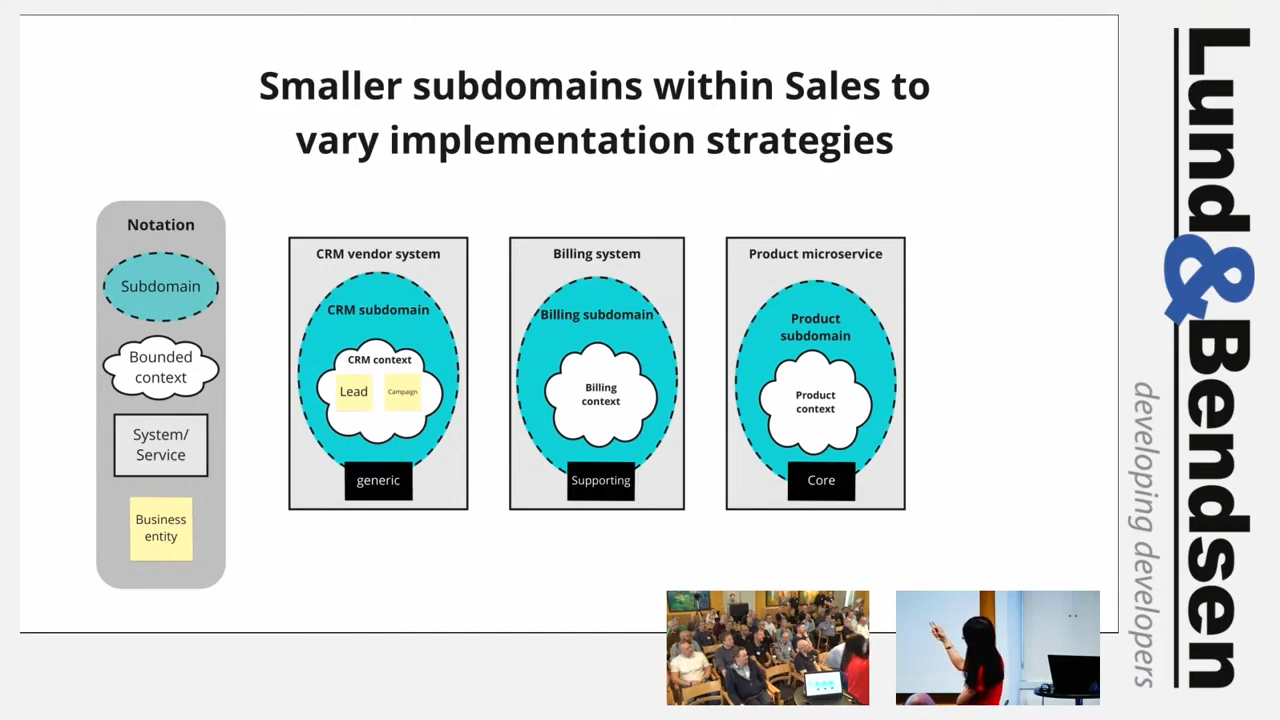 Smaller subdomains within Sales to
vary implementation strategies
Notation
Subdomain
Bounded
context
System/
Service
Business
entity
CRM vendor system
CRM subdomain
CRM context
Lead
Campaign
generic
Billing system
Billing subdomain
Billing
context
Supporting
Product microservice
Product
subdomain
Product
context
Core
Lund&Bendsen
developing developers